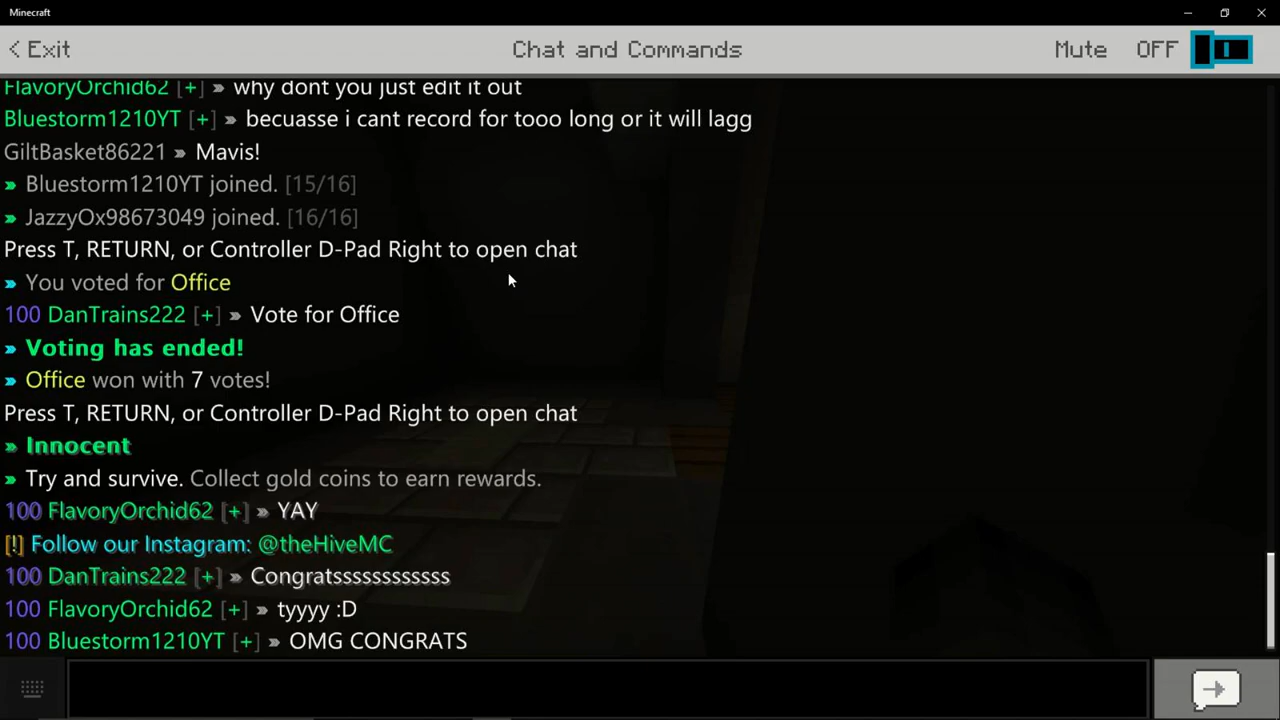 Minecraft
< Exit
Chat and Commands
Mute OFF
FlavoryOrchid62 [+] » why dont you just edit it out
Bluestorm1210YT [+] » becuasse i cant record for tooo long or it will lagg
GiltBasket86221 » Mavis!
» Bluestorm1210YT joined. [15/16]
» JazzyOx98673049 joined. [16/16]
Press T, RETURN, or Controller D-Pad Right to open chat
» You voted for Office
100 DanTrains222 [+] » Vote for Office
» Voting has ended!
» Office won with 7 votes!
Press T, RETURN, or Controller D-Pad Right to open chat
» Innocent
» Try and survive. Collect gold coins to earn rewards.
100 FlavoryOrchid62 [+] » YAY
[!] Follow our Instagram: @theHiveMC
100 DanTrains222 [+] » Congratssssssssssss
100 FlavoryOrchid62 [+] » tyyyy :D
100 Bluestorm1210YT [+] » OMG CONGRATS